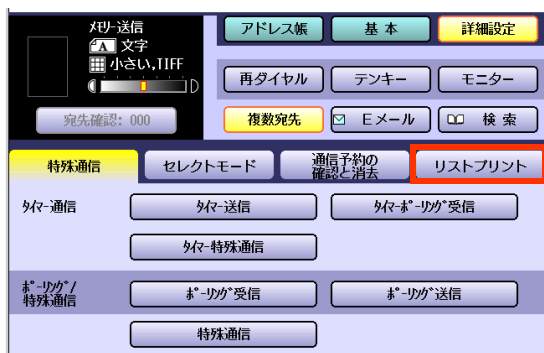 ﾒﾓﾘｰ送信
A 文字
小さい,TIFF
D
宛先確認: 000
アドレス帳
基本
詳細設定
再ダイヤル
テンキー
モニター
複数宛先
Eメール
検索
特殊通信
セレクトモード
通信予約の
確認と消去
リストプリント
ﾀｲﾏｰ通信
ﾀｲﾏｰ送信
ﾀｲﾏｰﾎﾟｰﾘﾝｸﾞ受信
ﾀｲﾏｰ特殊通信
ﾎﾟｰﾘﾝｸﾞ/
特殊通信
ﾎﾟｰﾘﾝｸﾞ受信
ﾎﾟｰﾘﾝｸﾞ送信
特殊通信